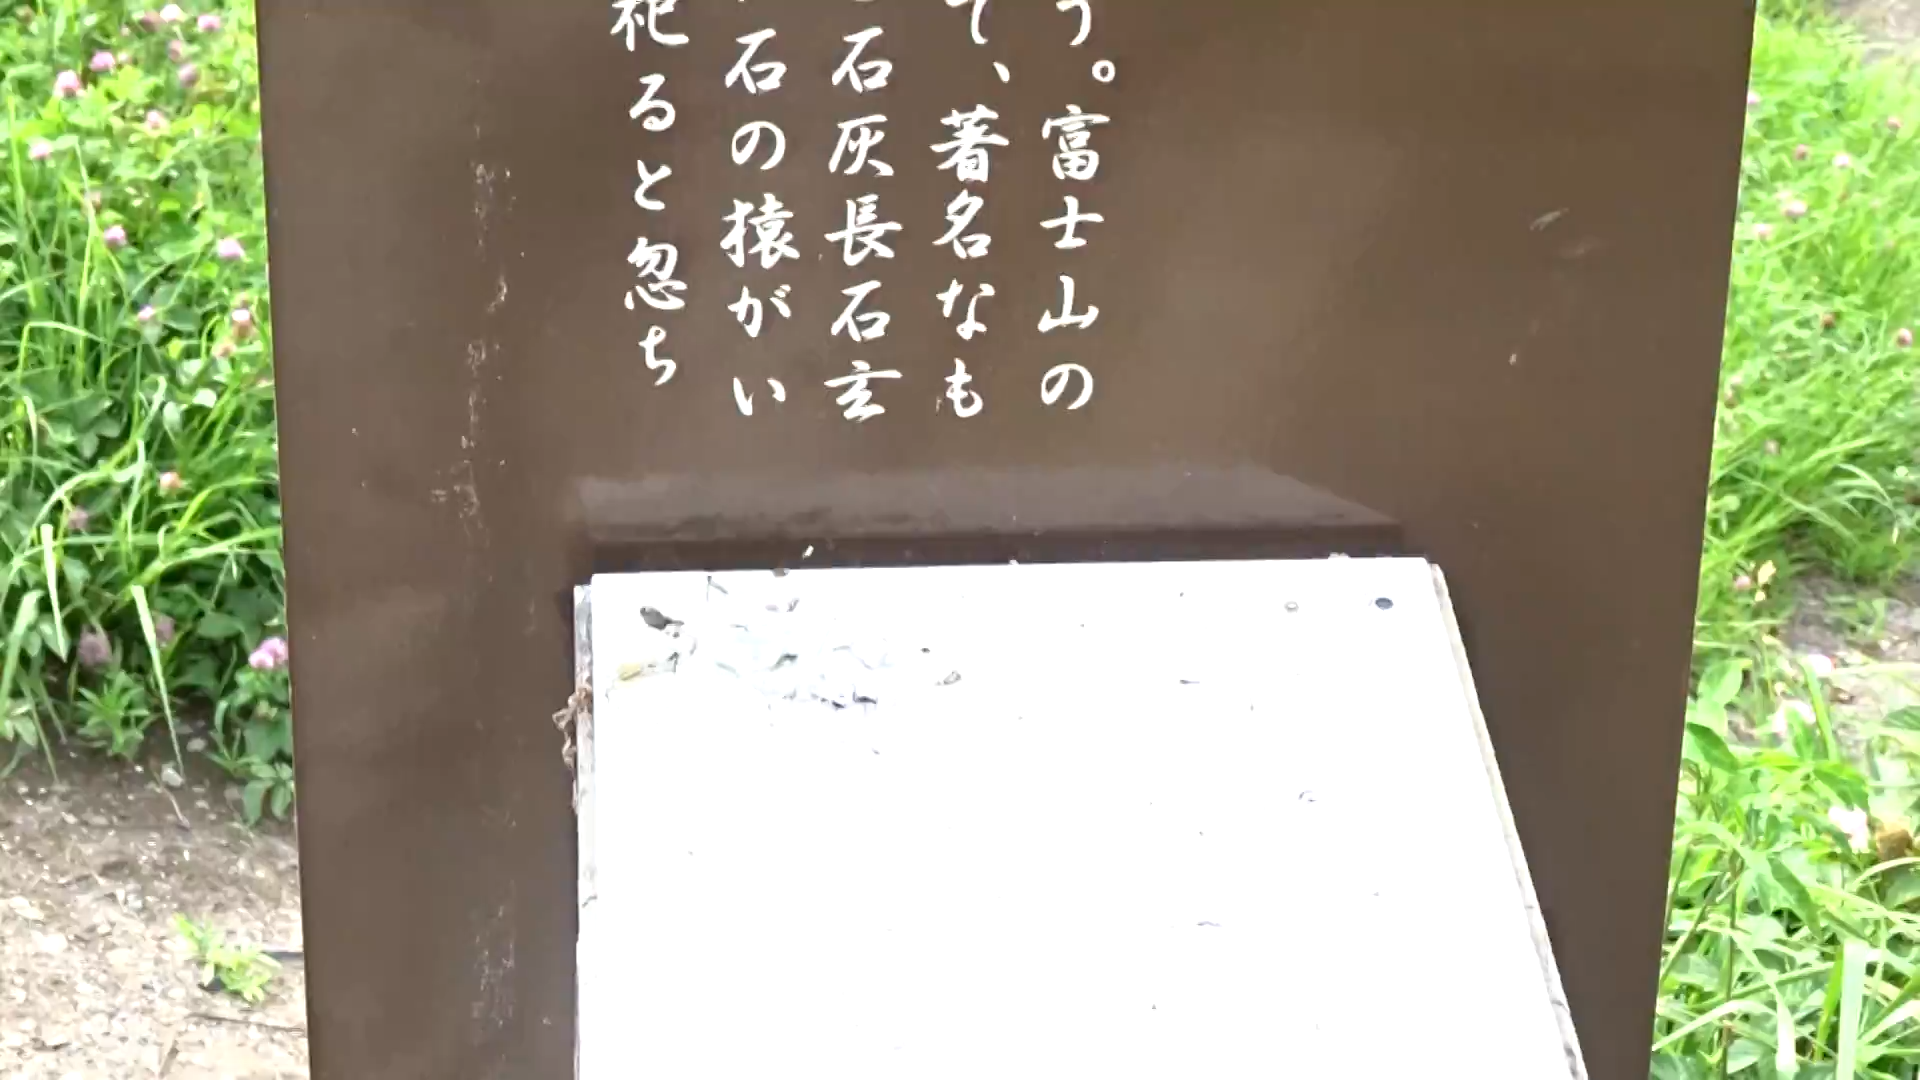 う。富士山の
て、著名なも
石灰長石玄
石の猿がい
祀ると忽ち